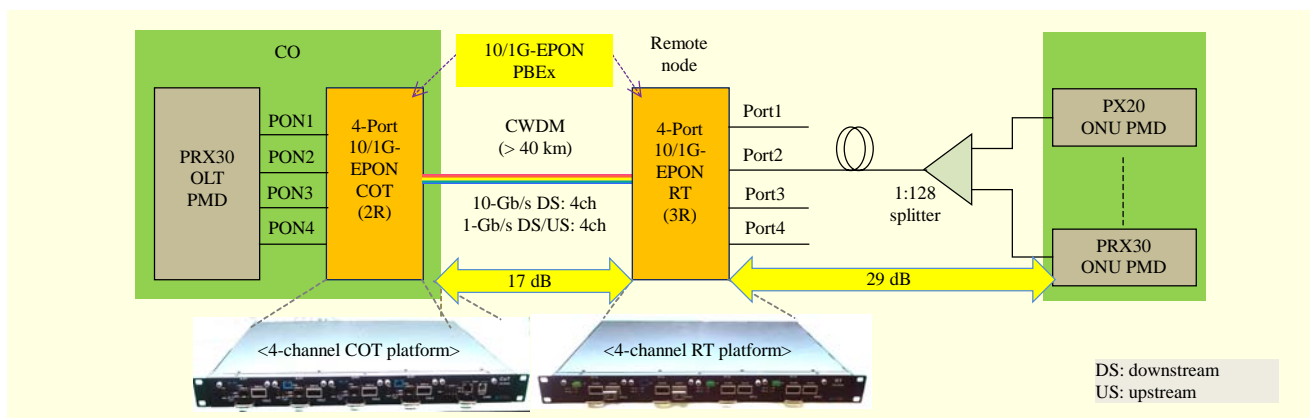 CO
10/1G-EPON
PBEx
Remote
node
PRX30
OLT
PMD
PON1
PON2
PON3
PON4
4-Port
10/1G-
EPON
COT
(2R)
CWDM
(> 40 km)
10-Gb/s DS: 4ch
1-Gb/s DS/US: 4ch
4-Port
10/1G-
EPON
RT
(3R)
Port1
Port2
Port3
Port4
1:128
splitter
PX20
ONU PMD
PRX30
ONU PMD
17 dB
29 dB
<4-channel COT platform>
<4-channel RT platform>
DS: downstream
US: upstream